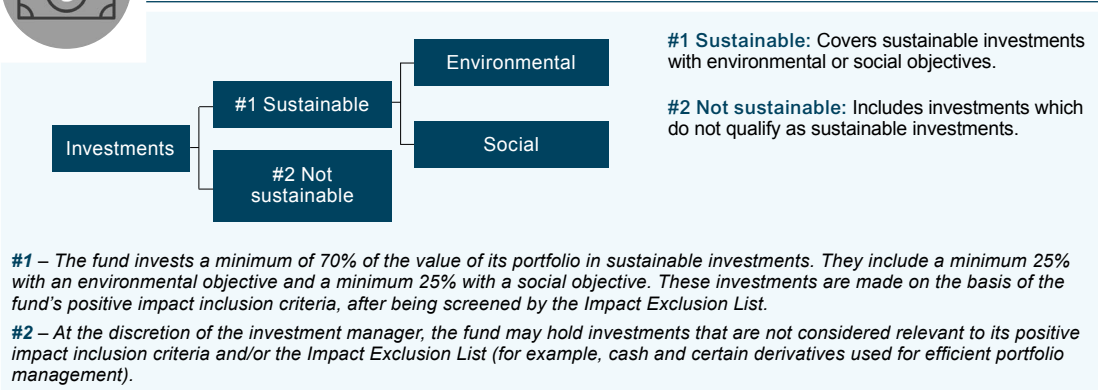 Investments
#1 Sustainable
#2 Not
sustainable
Environmental
Social
#1 Sustainable: Covers sustainable investments
with environmental or social objectives.
#2 Not sustainable: Includes investments which
do not qualify as sustainable investments.
#1 – The fund invests a minimum of 70% of the value of its portfolio in sustainable investments. They include a minimum 25%
with an environmental objective and a minimum 25% with a social objective. These investments are made on the basis of the
fund’s positive impact inclusion criteria, after being screened by the Impact Exclusion List.
#2 – At the discretion of the investment manager, the fund may hold investments that are not considered relevant to its positive
impact inclusion criteria and/or the Impact Exclusion List (for example, cash and certain derivatives used for efficient portfolio
management).